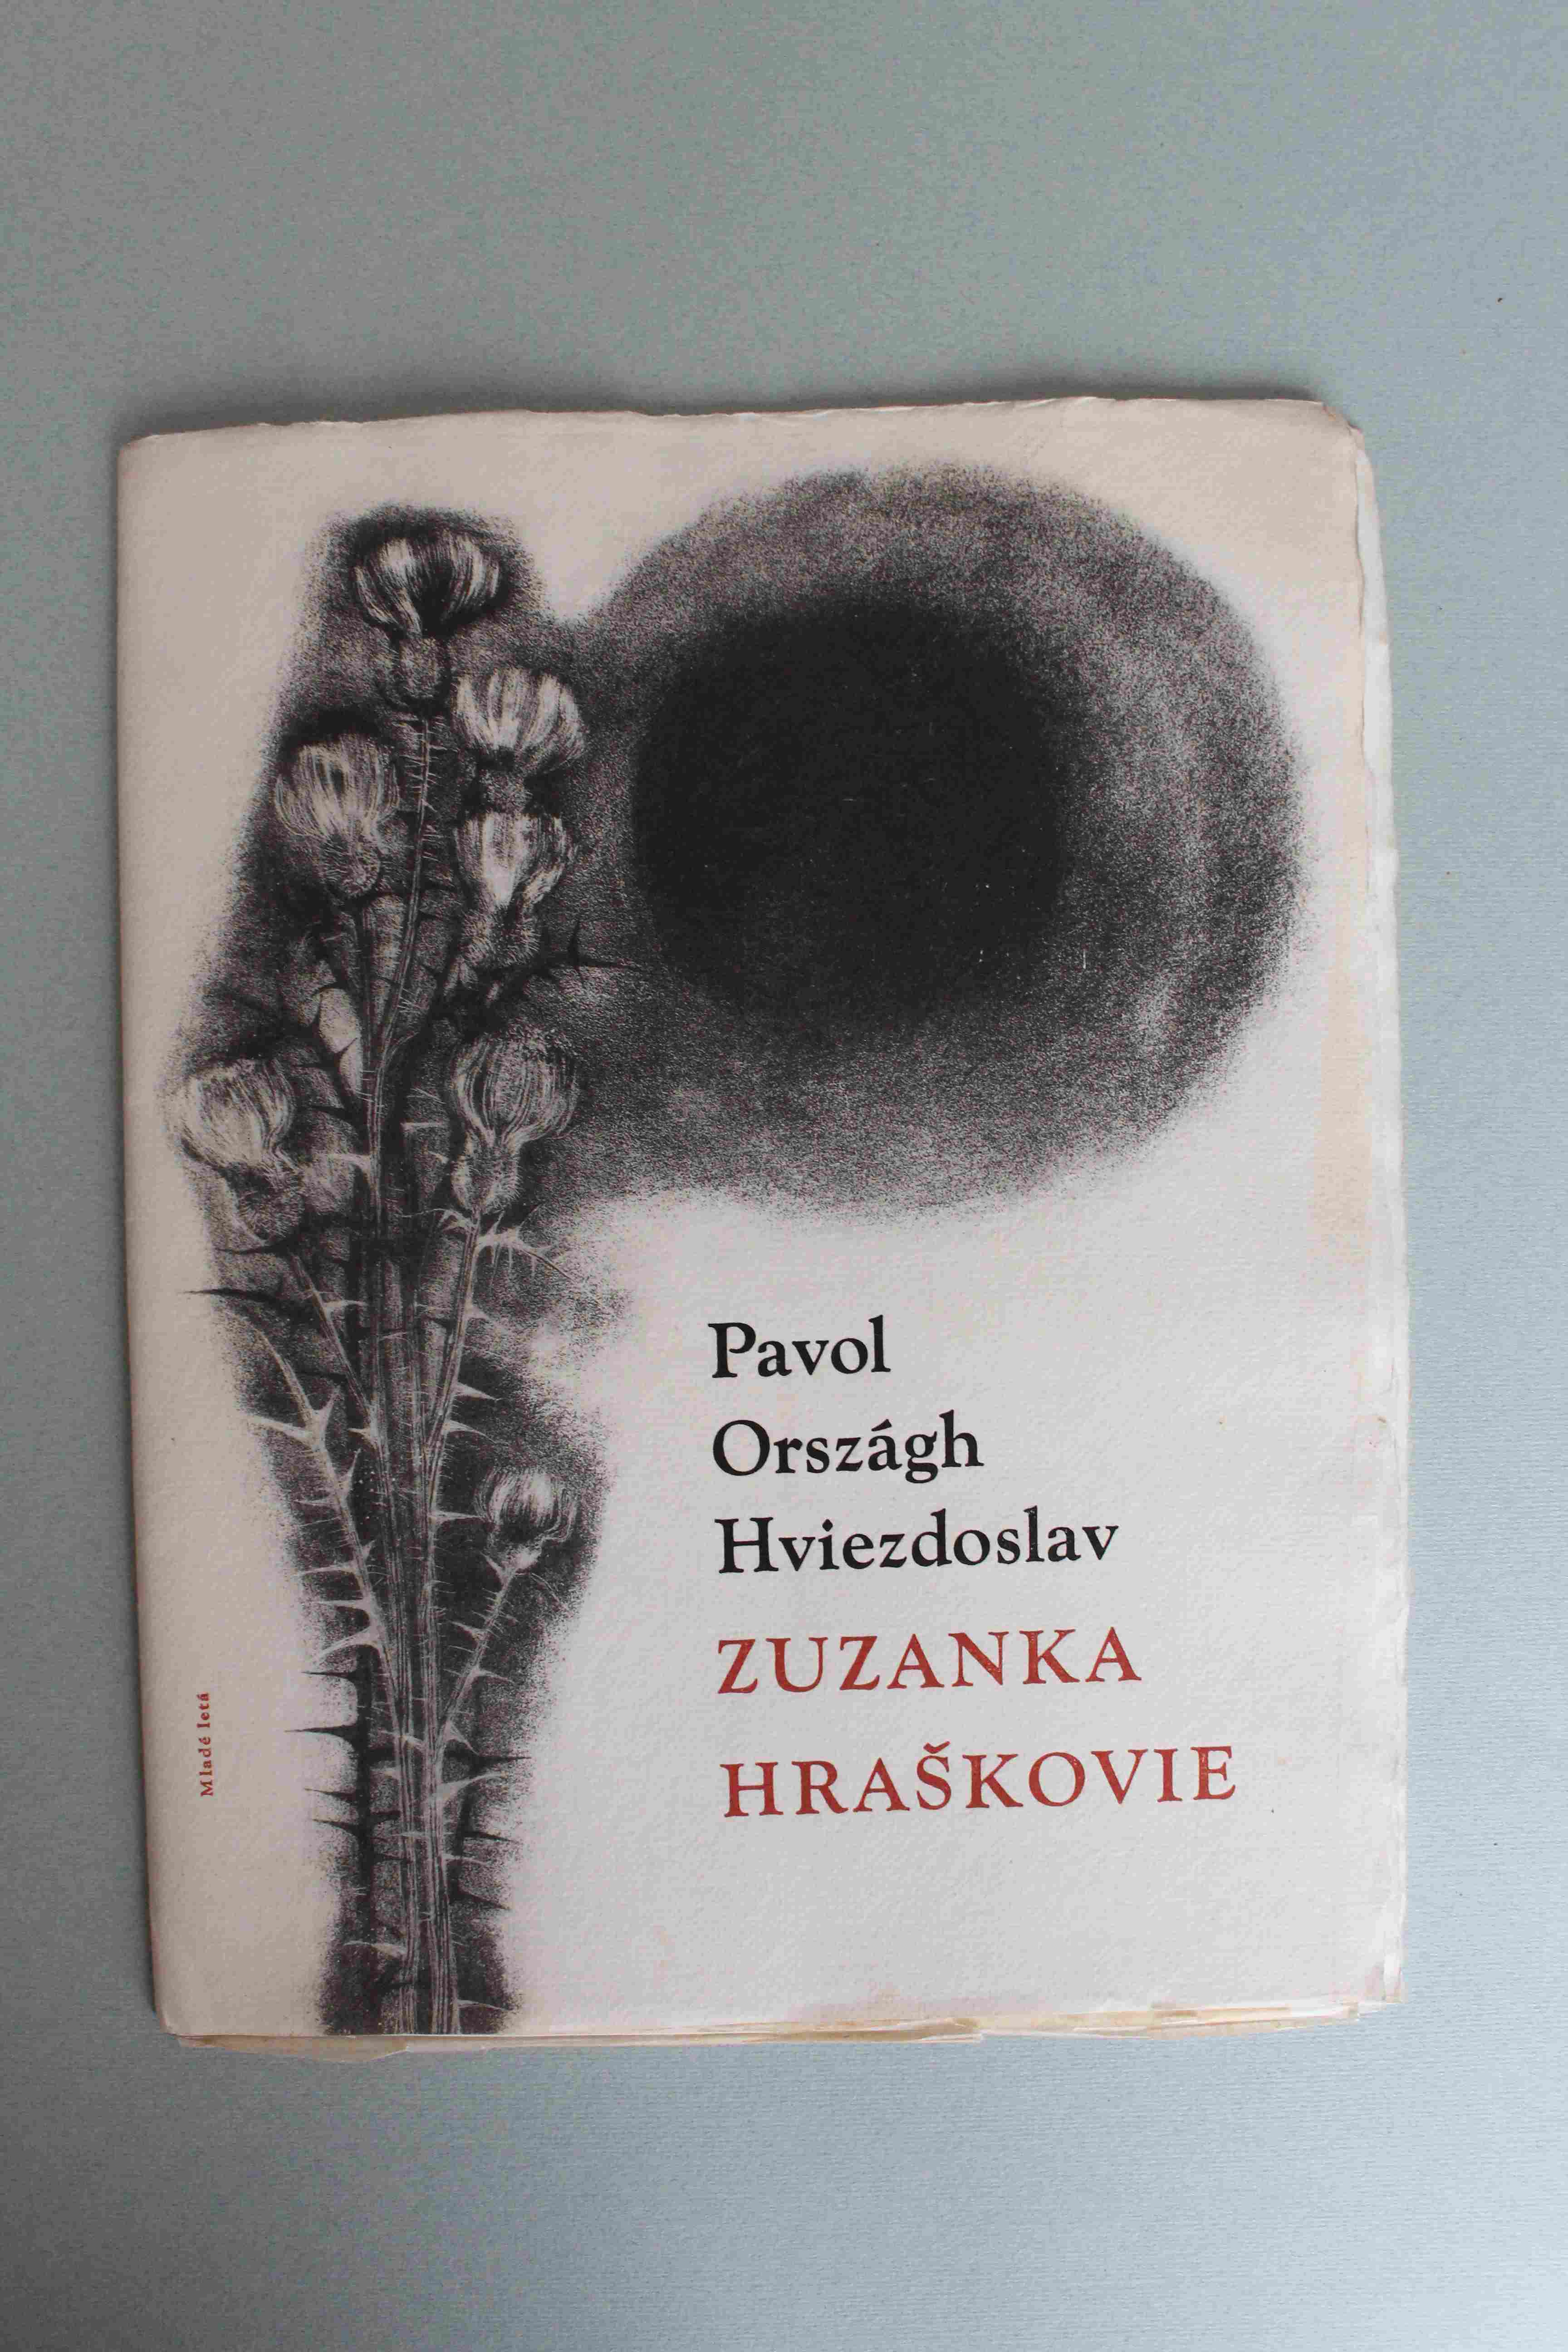 Pavol
Országh
Hviezdoslav
ZUZANKA
HRAŠKOVIE
Mladé letá